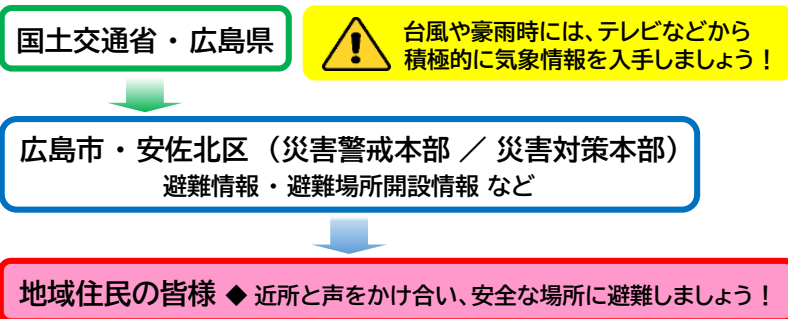 国土交通省・広島県
台風や豪雨時には、テレビなどから
積極的に気象情報を入手しましょう！
広島市・安佐北区（災害警戒本部 ／ 災害対策本部）
避難情報・避難場所開設情報 など
地域住民の皆様 ◆ 近所と声をかけ合い、安全な場所に避難しましょう！